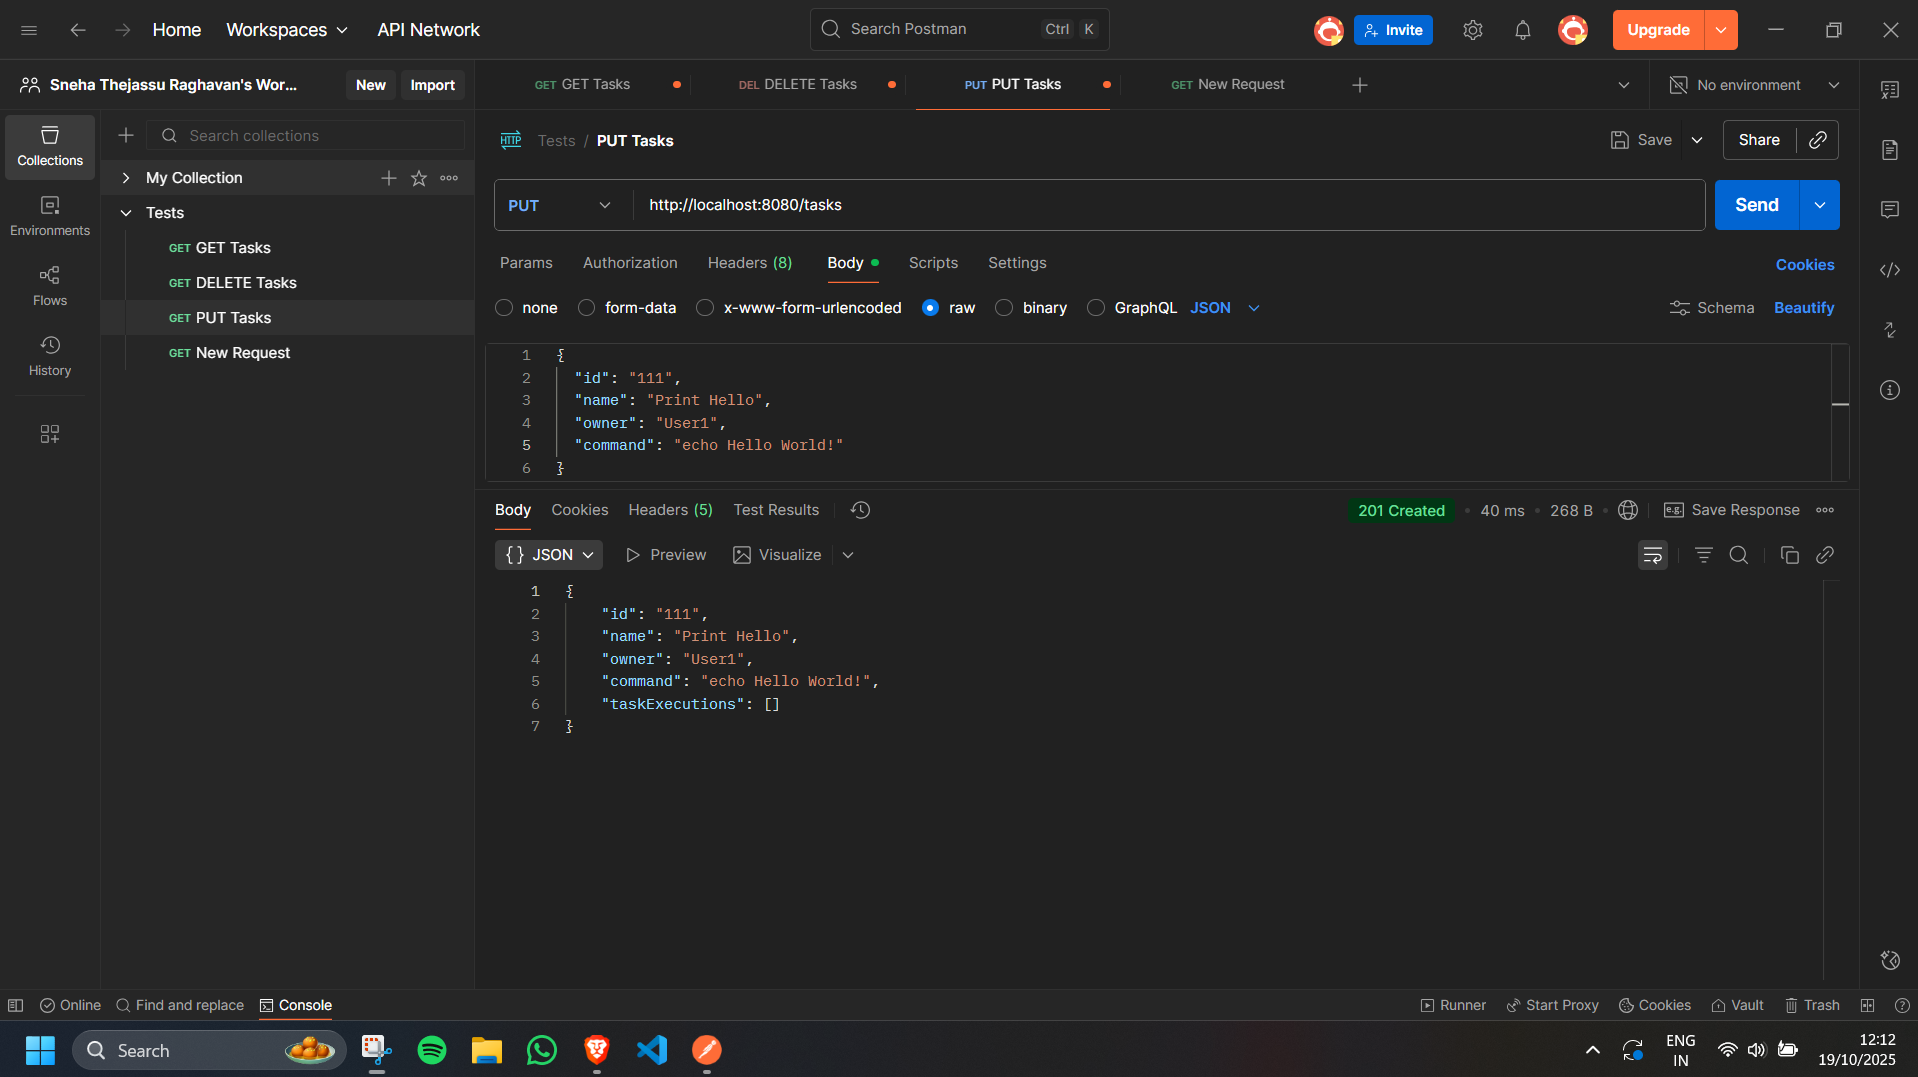 Home Workspaces API Network Search Postman Ctrl K Invite Upgrade
Sneha Thejassu Raghavan's Wor... New Import GET GET Tasks DEL DELETE Tasks PUT PUT Tasks GET New Request No environment
Collections
Environments
Flows
History
Search collections
My Collection
Tests
GET GET Tasks
GET DELETE Tasks
GET PUT Tasks
GET New Request
HTTP Tests / PUT Tasks Save Share
PUT http://localhost:8080/tasks Send
Params Authorization Headers (8) Body Scripts Settings Cookies
none form-data x-www-form-urlencoded raw binary GraphQL JSON Schema Beautify
1 {
2 "id": "111",
3 "name": "Print Hello",
4 "owner": "User1",
5 "command": "echo Hello World!"
6 }
Body Cookies Headers (5) Test Results 201 Created • 40 ms • 268 B • e.g. Save Response
{} JSON Preview Visualize
1 {
2 "id": "111",
3 "name": "Print Hello",
4 "owner": "User1",
5 "command": "echo Hello World!",
6 "taskExecutions": []
7 }
Online Find and replace Console Runner Start Proxy Cookies Vault Trash
Search ENG 12:12
IN 19/10/2025